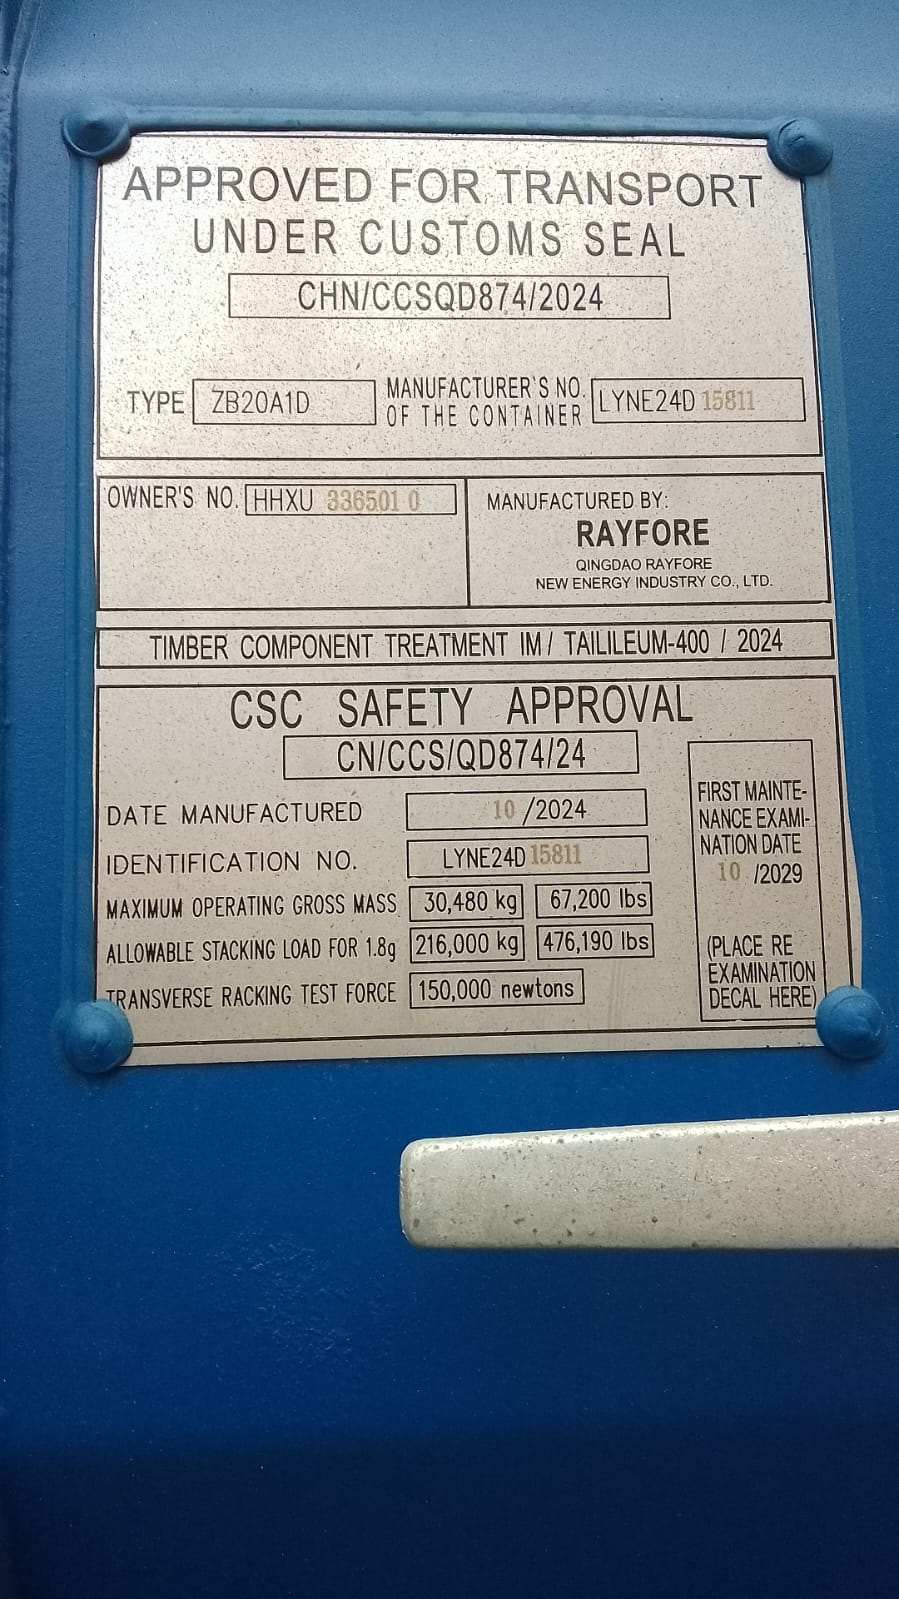 APPROVED FOR TRANSPORT
UNDER CUSTOMS SEAL
CHN/CCSQD874/2024
TYPE ZB20A1D
MANUFACTURER'S NO.
OF THE CONTAINER
LYNE24D 15811
OWNER'S NO. HHXU 336501 0
MANUFACTURED BY:
RAYFORE
QINGDAO RAYFORE
NEW ENERGY INDUSTRY CO., LTD.
TIMBER COMPONENT TREATMENT IM / TAILILEUM-400 / 2024
CSC SAFETY APPROVAL
CN/CCS/QD874/24
DATE MANUFACTURED 10 /2024
IDENTIFICATION NO. LYNE24D 15811
MAXIMUM OPERATING GROSS MASS 30,480 kg 67,200 lbs
ALLOWABLE STACKING LOAD FOR 1.8g 216,000 kg 476,190 lbs
TRANSVERSE RACKING TEST FORCE 150,000 newtons
FIRST MAINTE-
NANCE EXAMI-
NATION DATE
10 /2029
(PLACE RE
EXAMINATION
DECAL HERE)